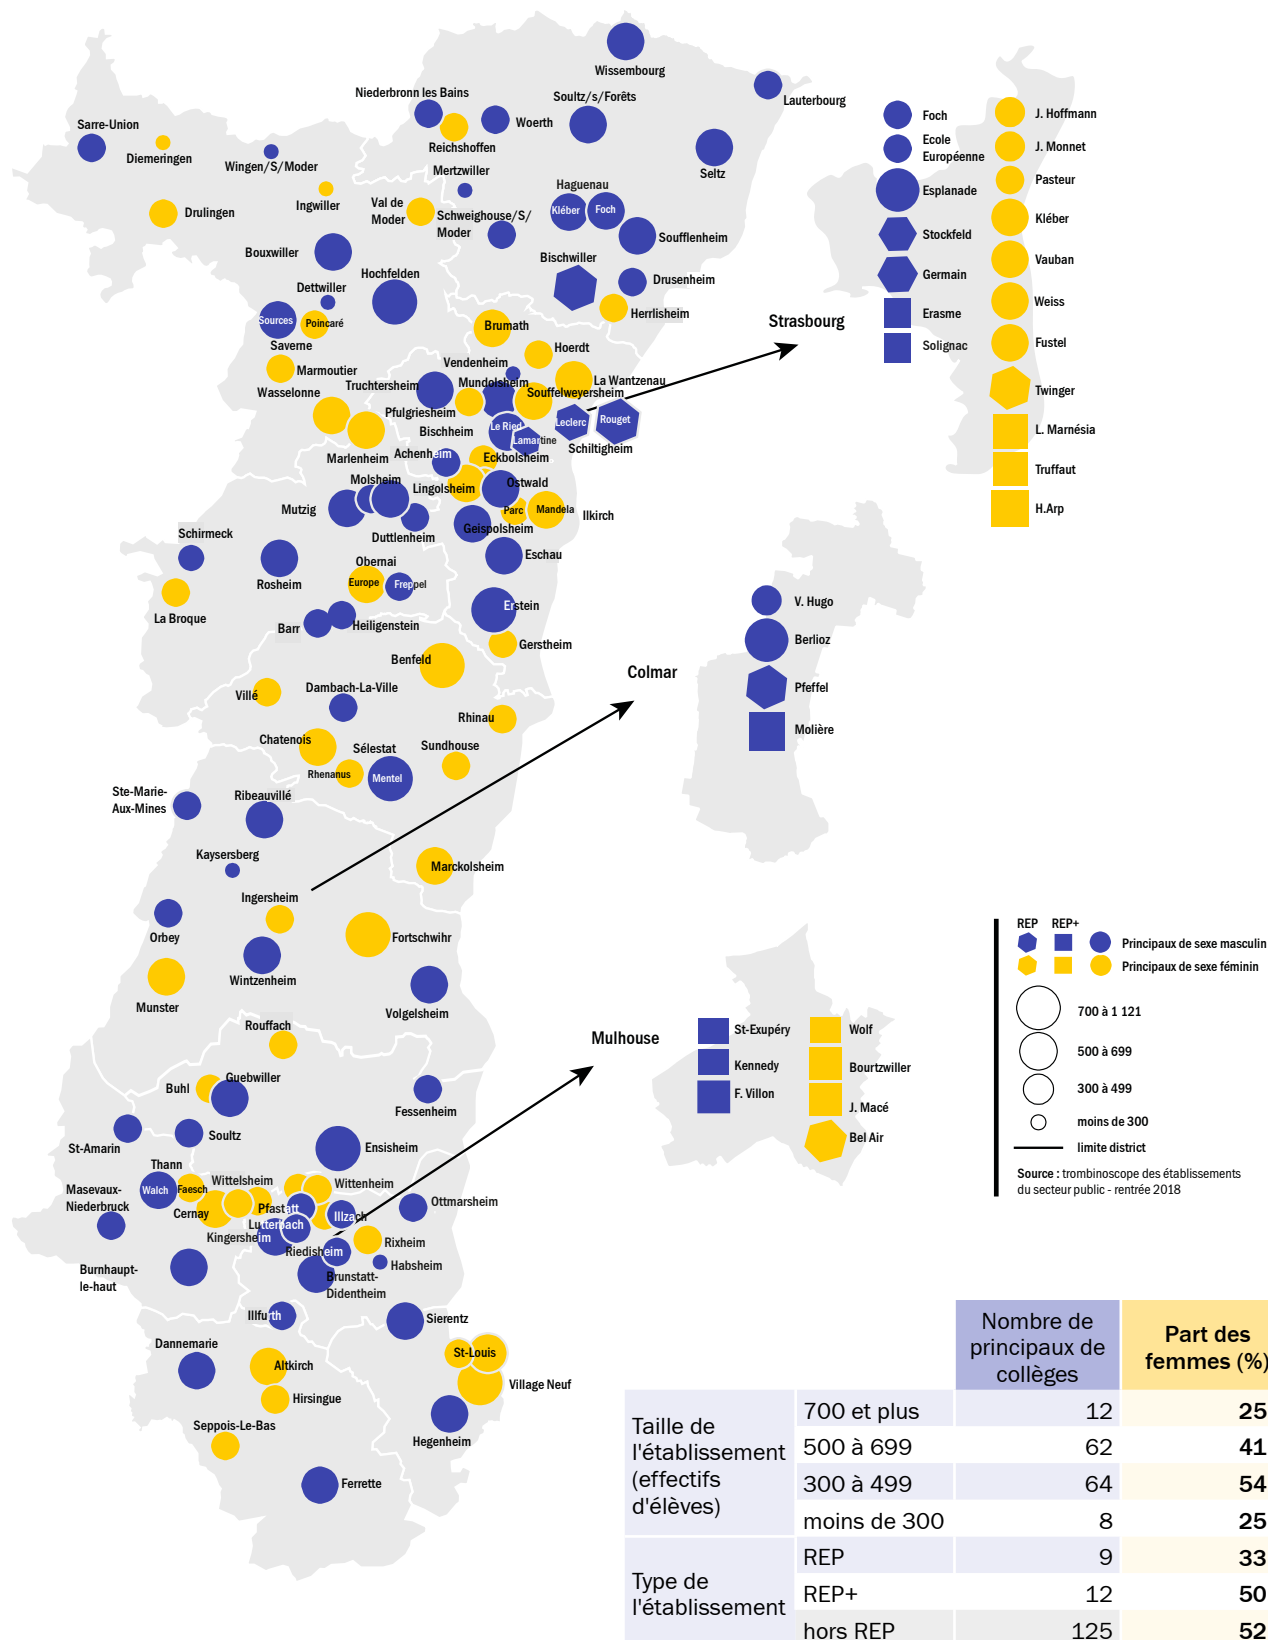 Wissembourg
Lauterbourg
Niederbronn les Bains
Soultz/s/Forêts
Woerth
Reichshoffen
Sarre-Union
Diemeringen
Wingen/S/Moder
Seltz
Mertzwiller
Haguenau
Kléber
Foch
Ingwiller
Val de
Moder
Schweighouse/S/
Moder
Drulingen
Soufflenheim
Bouxwiller
Bischwiller
Hochfelden
Drusenheim
Dettwiller
Herrlisheim
Sources
Poincaré
Saverne
Brumath
Hoerdt
Marmoutier
Vendenheim
La Wantzenau
Wasselonne
Truchtersheim
Mundolsheim
Souffelweyersheim
Pfulgriesheim
Bischheim
Le Ried
Lamartine
Leclerc
Rouget
Schiltigheim
Marlenheim
Achenheim
Eckbolsheim
Molsheim
Lingolsheim
Ostwald
Mutzig
Parc
Mandela
Ilkirch
Duttlenheim
Geispolsheim
Schirmeck
Eschau
Rosheim
Obernai
Europe
Freppel
La Broque
Erstein
Barr
Heiligenstein
Gerstheim
Benfeld
Villé
Dambach-La-Ville
Rhinau
Chatenois
Sélestat
Sundhouse
Rhenanus
Mentel
Ste-Marie-
Aux-Mines
Ribeauvillé
Kaysersberg
Marckolsheim
Ingersheim
Orbey
Fortschwihr
Wintzenheim
Munster
Volgelsheim
Rouffach
Buhl
Guebwiller
Fessenheim
St-Amarin
Soultz
Ensisheim
Thann
Walch
Faesch
Wittelsheim
Wittenheim
Masevaux-
Niederbruck
Cernay
Pfastatt
Illzach
Ottmarsheim
Lutterbach
Kingersheim
Riedisheim
Rixheim
Habsheim
Burnhaupt-
le-haut
Brunstatt-
Didentheim
Illfurth
Sierentz
Dannemarie
Altkirch
St-Louis
Hirsingue
Village Neuf
Seppois-Le-Bas
Hegenheim
Ferrette
Strasbourg
Foch
Ecole
Européenne
Esplanade
Stockfeld
Germain
Erasme
Solignac
J. Hoffmann
J. Monnet
Pasteur
Kléber
Vauban
Weiss
Fustel
Twinger
L. Marnésia
Truffaut
H.Arp
Colmar
V. Hugo
Berlioz
Pfeffel
Molière
Mulhouse
St-Exupéry
Kennedy
F. Villon
Wolf
Bourtzwiller
J. Macé
Bel Air
REP REP+
Principaux de sexe masculin
Principaux de sexe féminin
700 à 1 121
500 à 699
300 à 499
moins de 300
limite district
Source : trombinoscope des établissements
du secteur public - rentrée 2018
Nombre de
principaux de
collèges
Part des
femmes (%)
Taille de
l'établissement
(effectifs
d'élèves)
700 et plus 12 25
500 à 699 62 41
300 à 499 64 54
moins de 300 8 25
Type de
l'établissement
REP 9 33
REP+ 12 50
hors REP 125 52